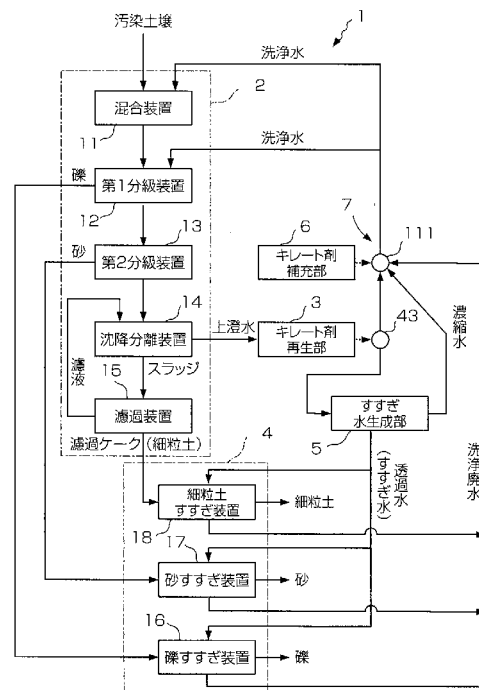 汚染土壌
1
洗浄水
2
混合装置
11
洗浄水
礫
第1分級装置
12
13
7
6
111
砂
第2分級装置
キレート剤
補充部
14
3
43
沈降分離装置
上澄水
キレート剤
再生部
濃縮水
濾液
15
スラッジ
濾過装置
すすぎ
水生成部
5
濾過ケーク(細粒土)
4
透過水
(すすぎ水)
洗浄廃水
細粒土
すすぎ装置
細粒土
18
17
砂すすぎ装置
砂
16
礫すすぎ装置
礫